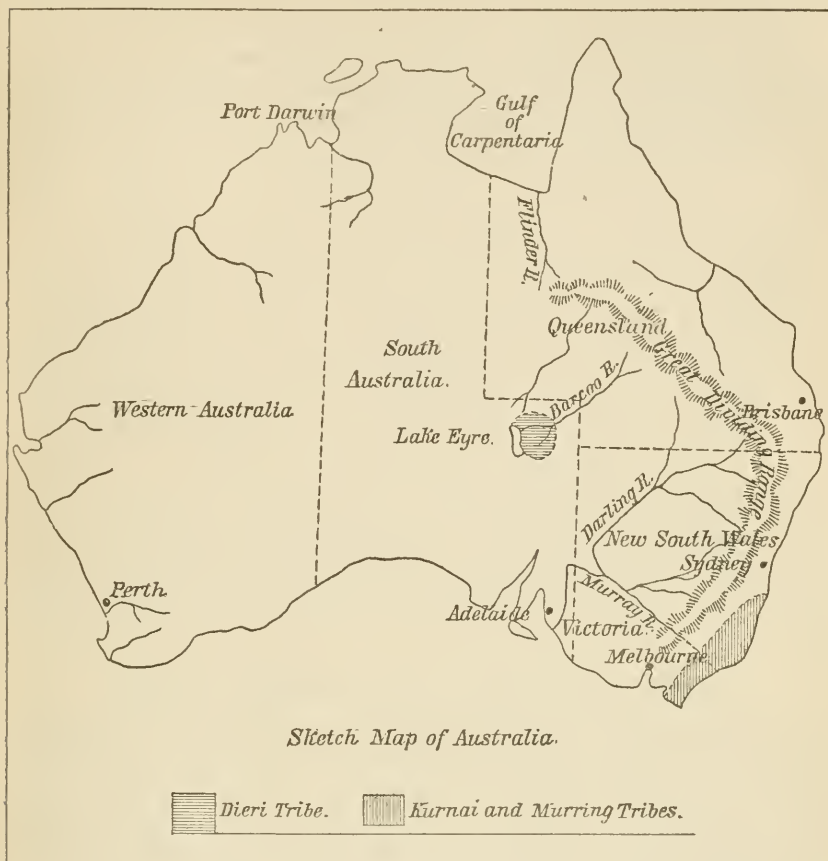 Port Darwin
Gulf
of
Carpentaria
Flinder R.
Queensland
South
Australia.
Great Dividing Range
Barcoo R.
Western Australia
Brisbane
Lake Eyre.
Darling R.
New South Wales
Sydney
Perth
Murray R.
Adelaide
Victoria.
Melbourne
Sketch Map of Australia.
Dieri Tribe.
Kurnai and Murring Tribes.